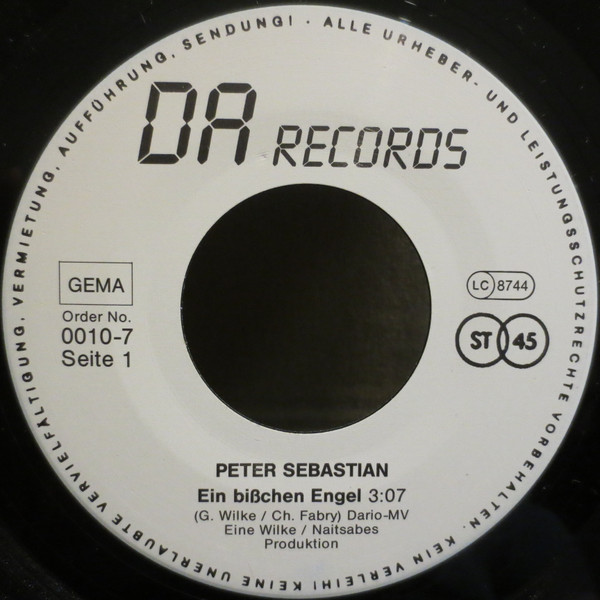 ALLE URHEBER- UND LEISTUNGSSCHUTZRECHTE VORBEHALTEN. KEIN VERLEIH! KEINE UNERLAUBTE VERVIELFÄLTIGUNG, VERMIETUNG, AUFFÜHRUNG, SENDUNG! ·
DA RECORDS
GEMA
Order No.
0010-7
Seite 1
LC 8744
ST 45
PETER SEBASTIAN
Ein bißchen Engel 3:07
(G. Wilke / Ch. Fabry) Dario-MV
Eine Wilke / Naitsabes
Produktion